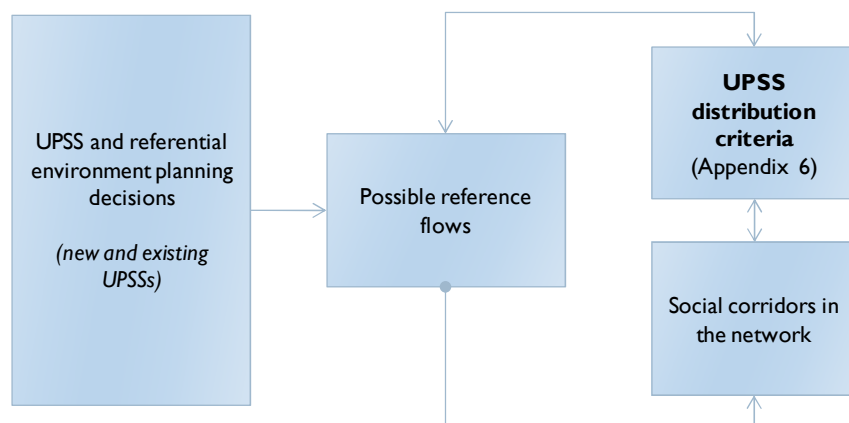 UPSS and referential
environment planning
decisions
(new and existing
UPSSs)
Possible reference
flows
UPSS
distribution
criteria
(Appendix 6)
Social corridors in
the network